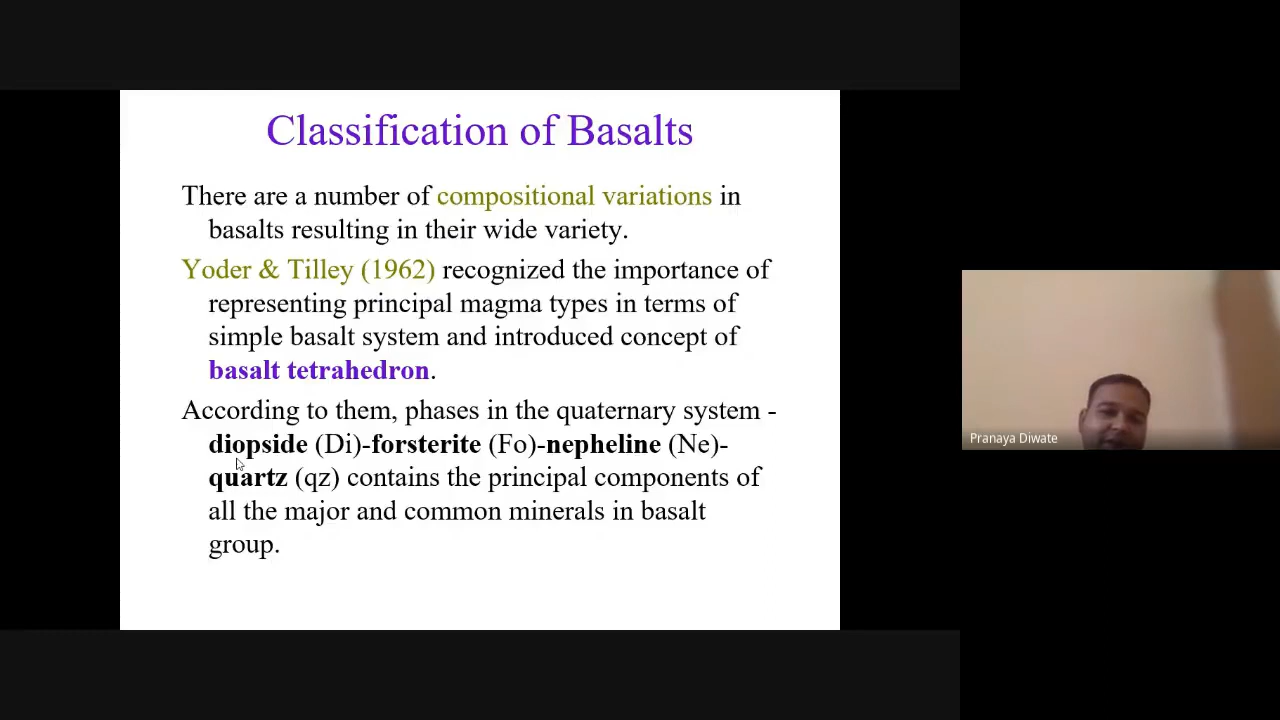 Classification of Basalts
There are a number of compositional variations in
basalts resulting in their wide variety.
Yoder & Tilley (1962) recognized the importance of
representing principal magma types in terms of
simple basalt system and introduced concept of
basalt tetrahedron.
According to them, phases in the quaternary system -
diopside (Di)-forsterite (Fo)-nepheline (Ne)-
quartz (qz) contains the principal components of
all the major and common minerals in basalt
group.
Pranaya Diwate